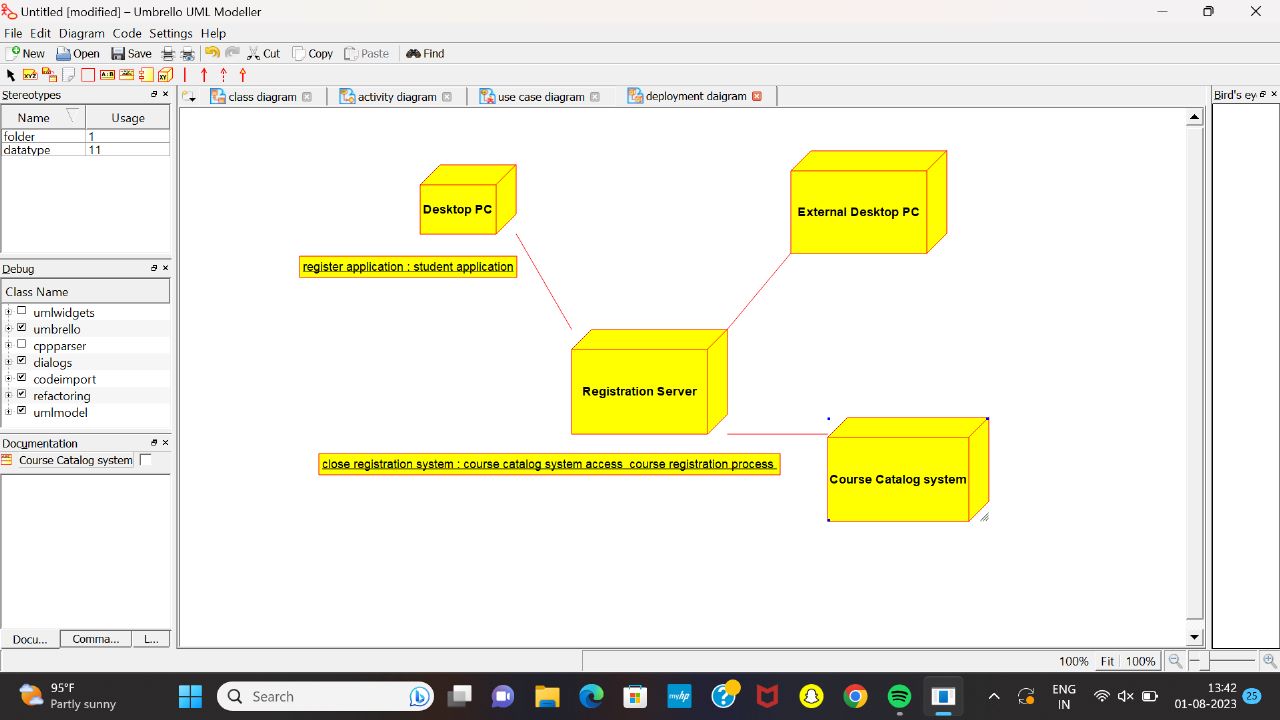 Untitled [modified] – Umbrello UML Modeller
File Edit Diagram Code Settings Help
New Open Save Cut Copy Paste Find
Stereotypes
Name Usage
folder 1
datatype 11
Debug
Class Name
umlwidgets
umbrello
cppparser
dialogs
codeimport
refactoring
umlmodel
Documentation
Course Catalog system
Docu... Comma... L...
class diagram activity diagram use case diagram deployment daigram
Desktop PC
External Desktop PC
register application : student application
Registration Server
close registration system : course catalog system access course registration process
Course Catalog system
Bird's ey
100% Fit 100%
95°F
Partly sunny
Search
myhp
ENG
IN
13:42
01-08-2023
25